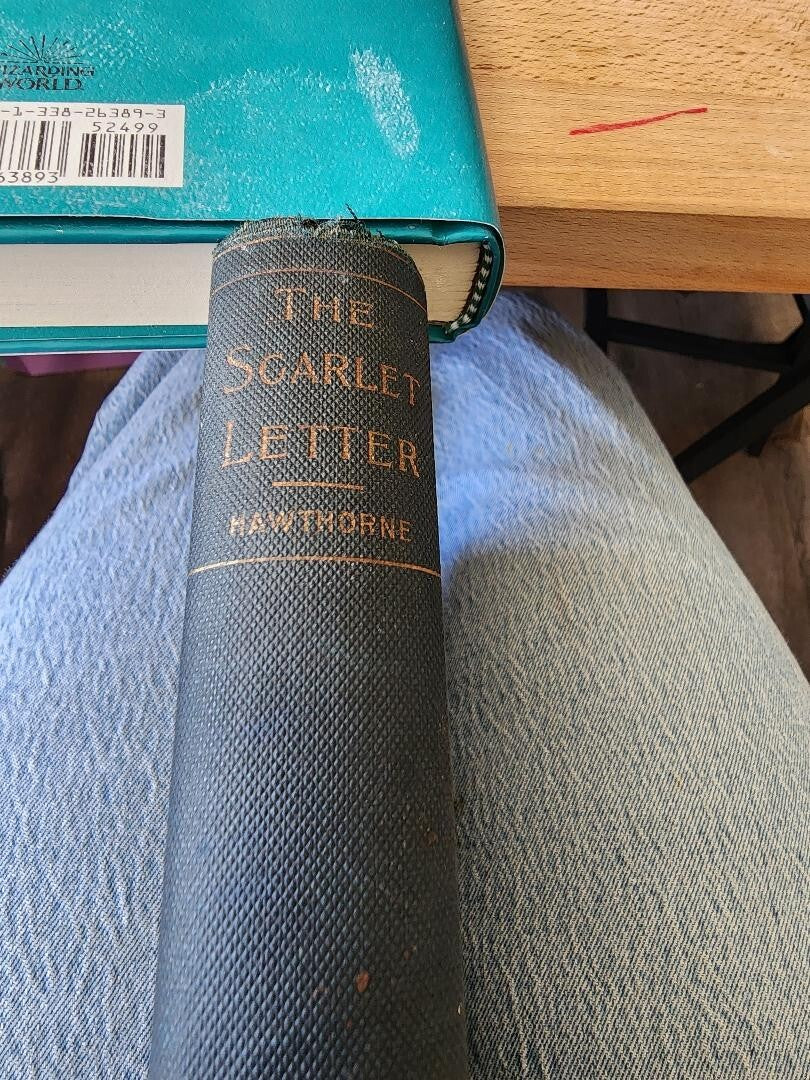 WIZARDING
WORLD
-1-338-26389-3
52499
63893
THE
SCARLET
LETTER
HAWTHORNE